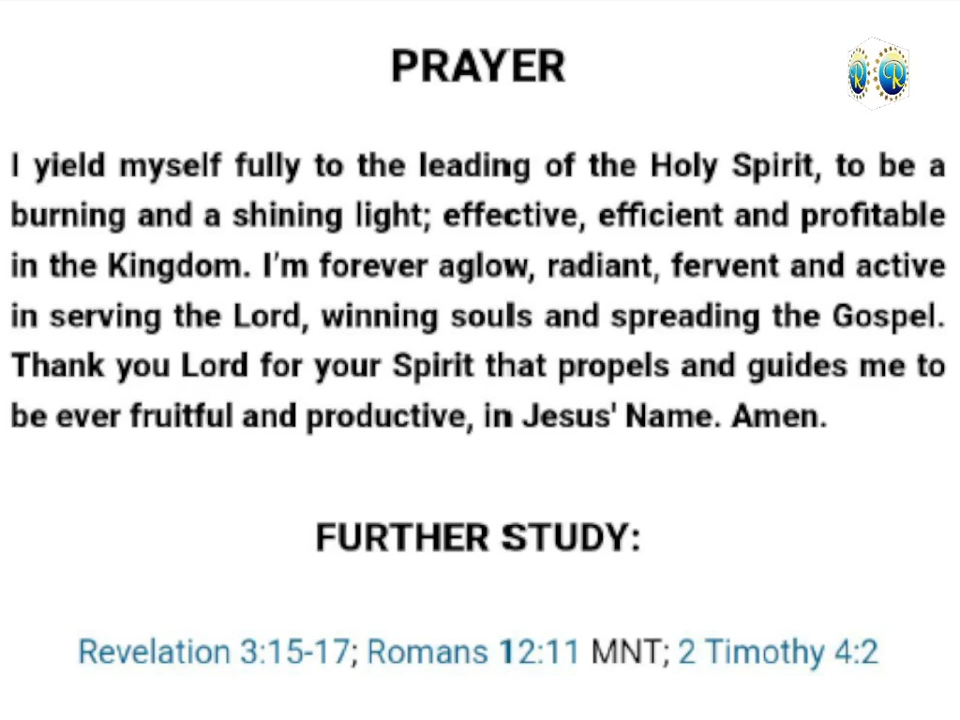 PRAYER
I yield myself fully to the leading of the Holy Spirit, to be a
burning and a shining light; effective, efficient and profitable
in the Kingdom. I'm forever aglow, radiant, fervent and active
in serving the Lord, winning souls and spreading the Gospel.
Thank you Lord for your Spirit that propels and guides me to
be ever fruitful and productive, in Jesus' Name. Amen.
FURTHER STUDY:
Revelation 3:15-17; Romans 12:11 MNT; 2 Timothy 4:2